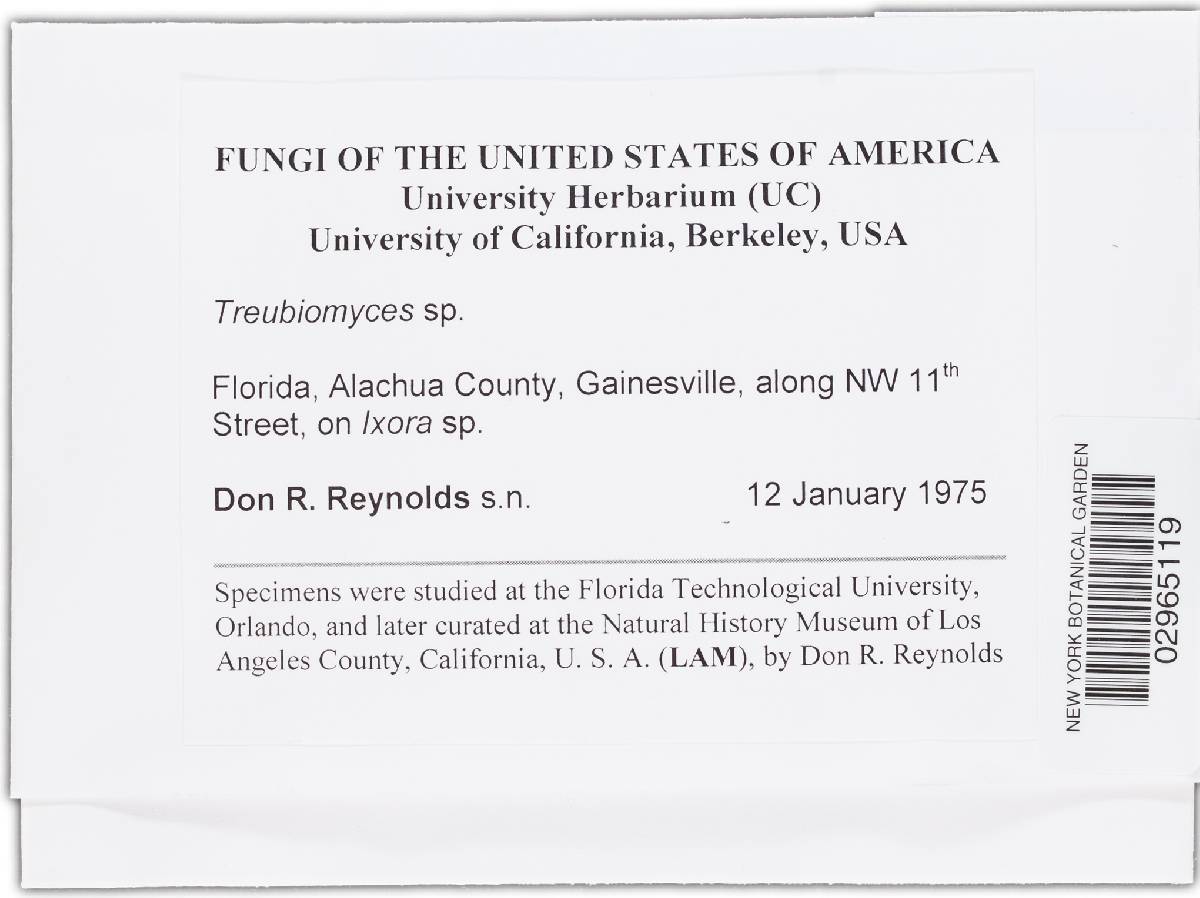 FUNGI OF THE UNITED STATES OF AMERICA
University Herbarium (UC)
University of California, Berkeley, USA
Treubiomyces sp.
Florida, Alachua County, Gainesville, along NW 11th
Street, on Ixora sp.
Don R. Reynolds s.n. 12 January 1975
Specimens were studied at the Florida Technological University,
Orlando, and later curated at the Natural History Museum of Los
Angeles County, California, U. S. A. (LAM), by Don R. Reynolds
NEW YORK BOTANICAL GARDEN
02965119